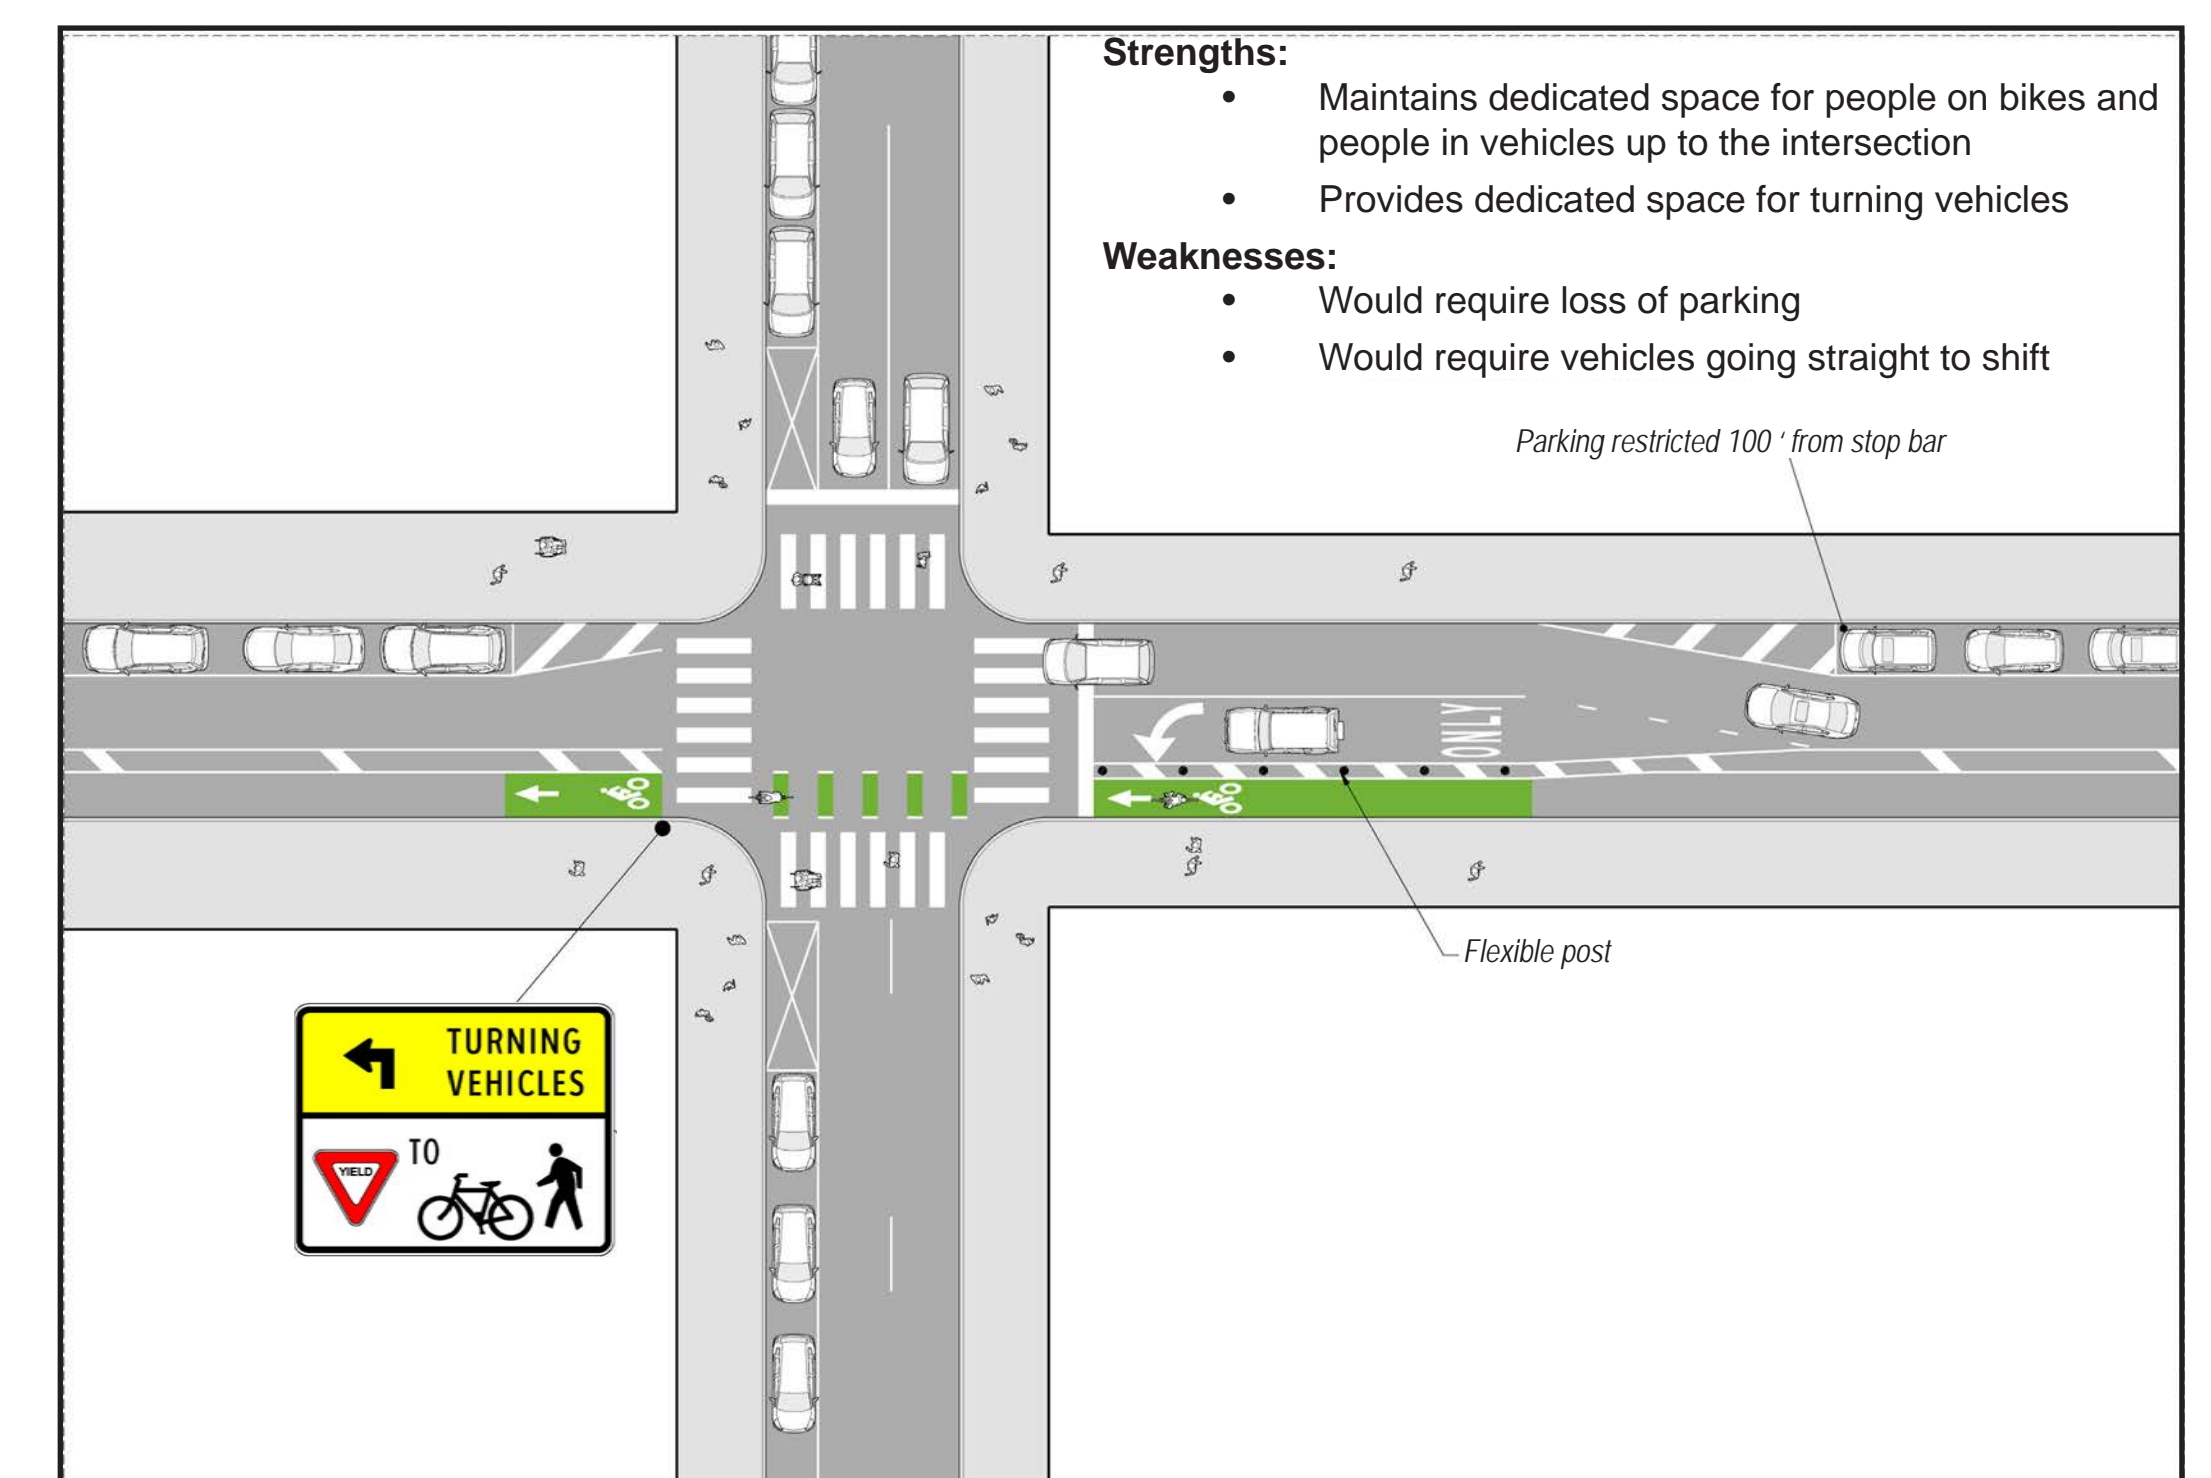 Strengths:
• Maintains dedicated space for people on bikes and
people in vehicles up to the intersection
• Provides dedicated space for turning vehicles
Weaknesses:
• Would require loss of parking
• Would require vehicles going straight to shift
Parking restricted 100 ' from stop bar
ONLY
Flexible post
TURNING
VEHICLES
YIELD
TO